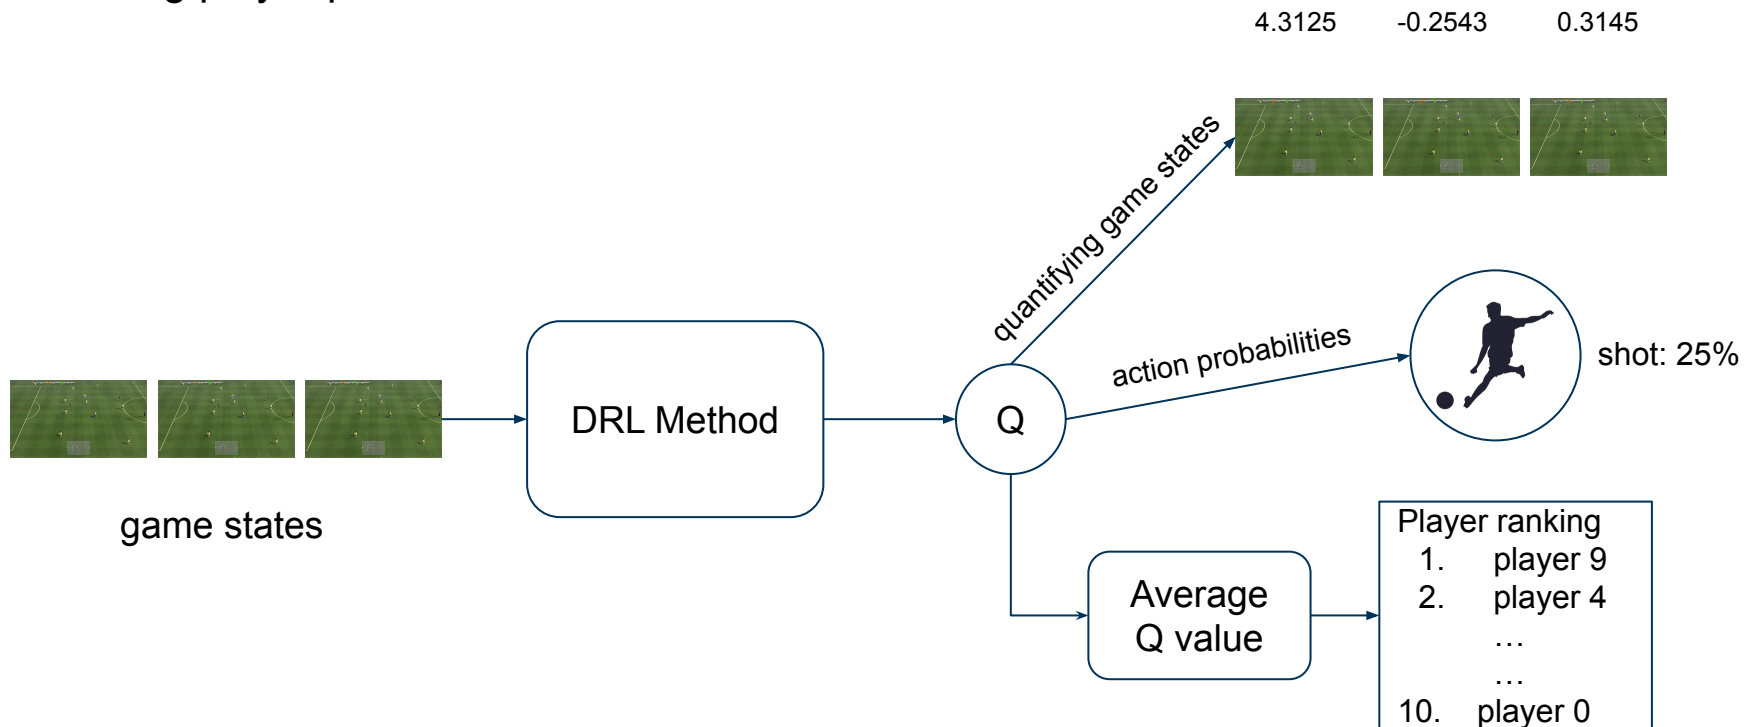 4.3125 -0.2543 0.3145
quantifying game states
action probabilities
shot: 25%
DRL Method
Q
game states
Average
Q value
Player ranking
1. player 9
2. player 4
…
…
10. player 0